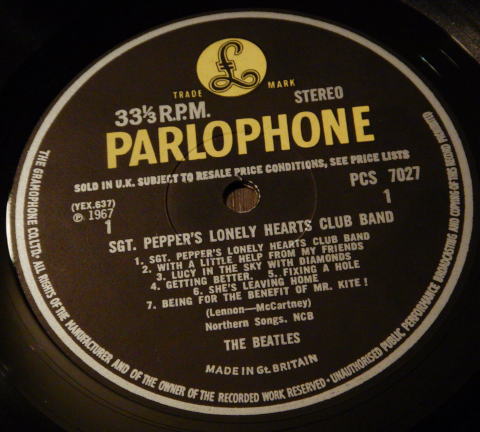 £
TRADE MARK
33⅓ R.P.M. STEREO
PARLOPHONE
SOLD IN U.K. SUBJECT TO RESALE PRICE CONDITIONS, SEE PRICE LISTS
(YEX.637) PCS 7027
℗ 1967
1 1
SGT. PEPPER'S LONELY HEARTS CLUB BAND
1. SGT. PEPPER'S LONELY HEARTS CLUB BAND
2. WITH A LITTLE HELP FROM MY FRIENDS
3. LUCY IN THE SKY WITH DIAMONDS
4. GETTING BETTER. 5. FIXING A HOLE
6. SHE'S LEAVING HOME
7. BEING FOR THE BENEFIT OF MR. KITE !
(Lennon—McCartney)
Northern Songs, NCB
THE BEATLES
MADE IN Gt. BRITAIN
THE GRAMOPHONE CO. LTD. ALL RIGHTS OF THE MANUFACTURER AND OF THE OWNER OF THE RECORDED WORK RESERVED • UNAUTHORISED PUBLIC PERFORMANCE BROADCASTING AND COPYING OF THIS RECORD PROHIBITED